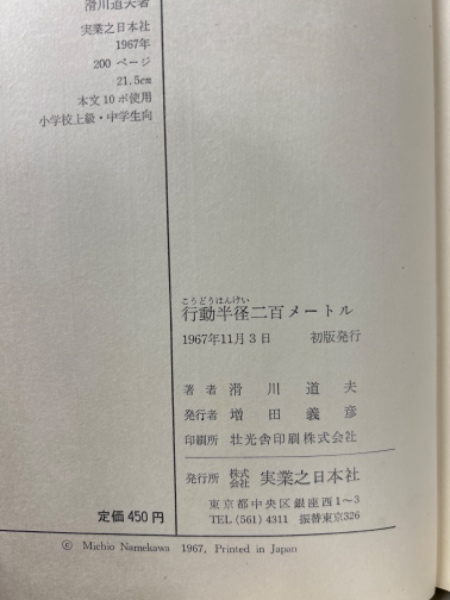 滑川道夫著
実業之日本社
1967年
200 ページ
21.5cm
本文10ポ使用
小学校上級・中学生向
こうどうはんけい
行動半径二百メートル
1967年11月3日 初版発行
著者 滑川道夫
発行者 増田義彦
印刷所 壮光舎印刷株式会社
発行所 株式会社 実業之日本社
東京都中央区銀座西1～3
TEL (561) 4311 振替東京326
定価450円
© Michio Namekawa 1967, Printed in Japan